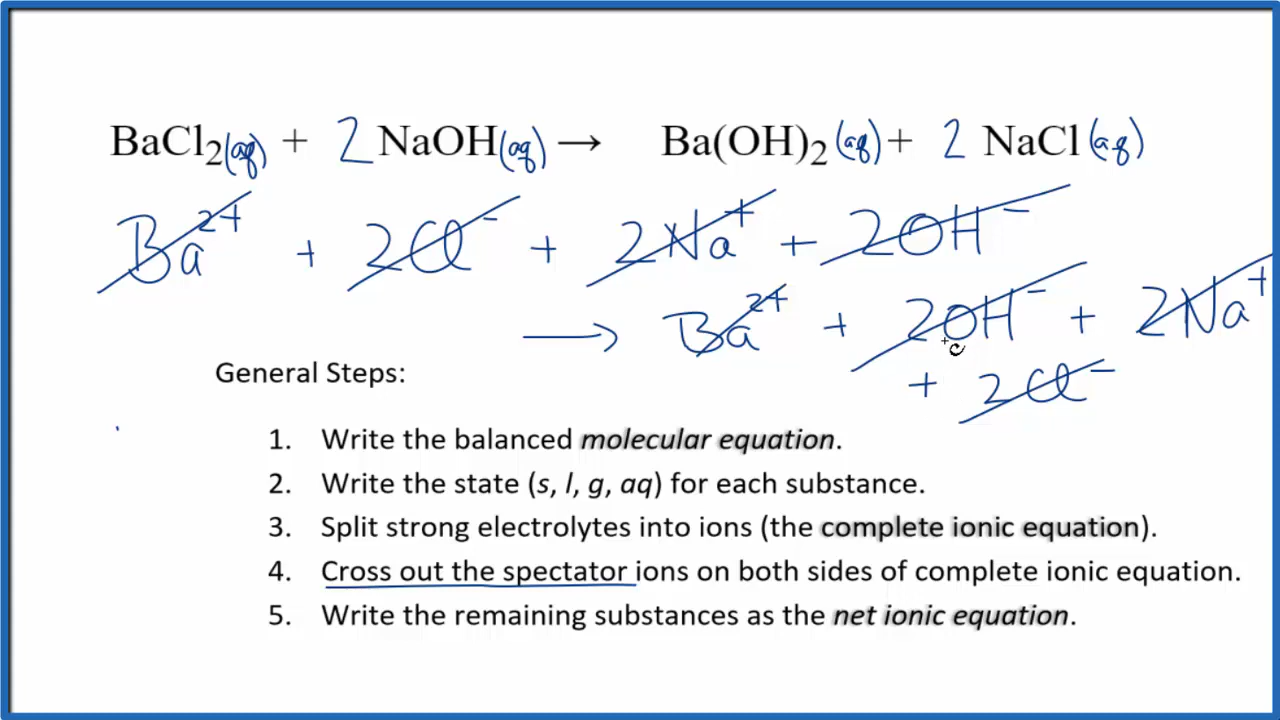 BaCl₂(aq) + 2 NaOH(aq) → Ba(OH)₂(aq) + 2 NaCl(aq)
Ba²⁺ + 2Cl⁻ + 2Na⁺ + 2OH⁻
→ Ba²⁺ + 2OH⁻ + 2Na⁺
+ 2Cl⁻
General Steps:
1. Write the balanced molecular equation.
2. Write the state (s, l, g, aq) for each substance.
3. Split strong electrolytes into ions (the complete ionic equation).
4. Cross out the spectator ions on both sides of complete ionic equation.
5. Write the remaining substances as the net ionic equation.